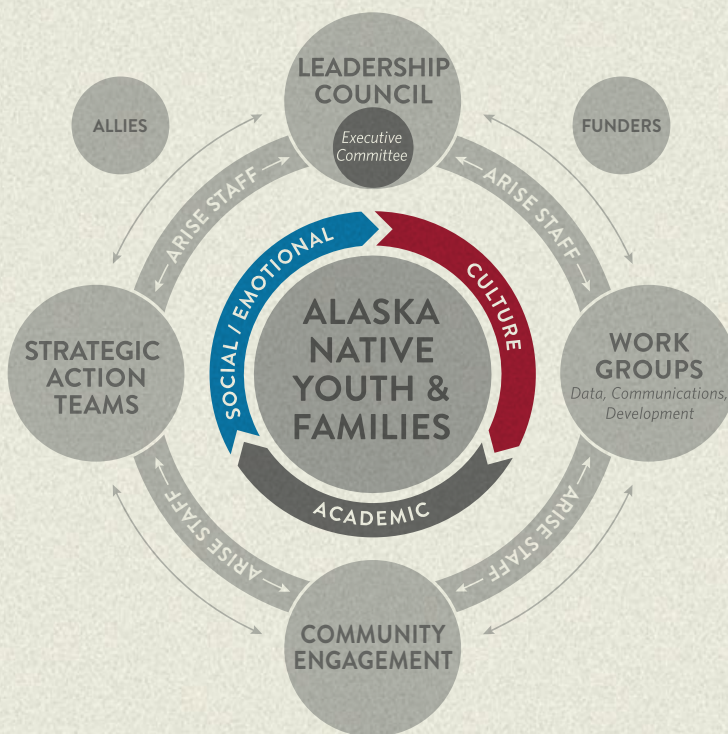 LEADERSHIP
COUNCIL
Executive
Committee
ALLIES
FUNDERS
ARISE STAFF
ARISE STAFF
SOCIAL / EMOTIONAL
CULTURE
ALASKA
NATIVE
YOUTH &
FAMILIES
STRATEGIC
ACTION
TEAMS
WORK
GROUPS
Data, Communications,
Development
ACADEMIC
ARISE STAFF
ARISE STAFF
COMMUNITY
ENGAGEMENT